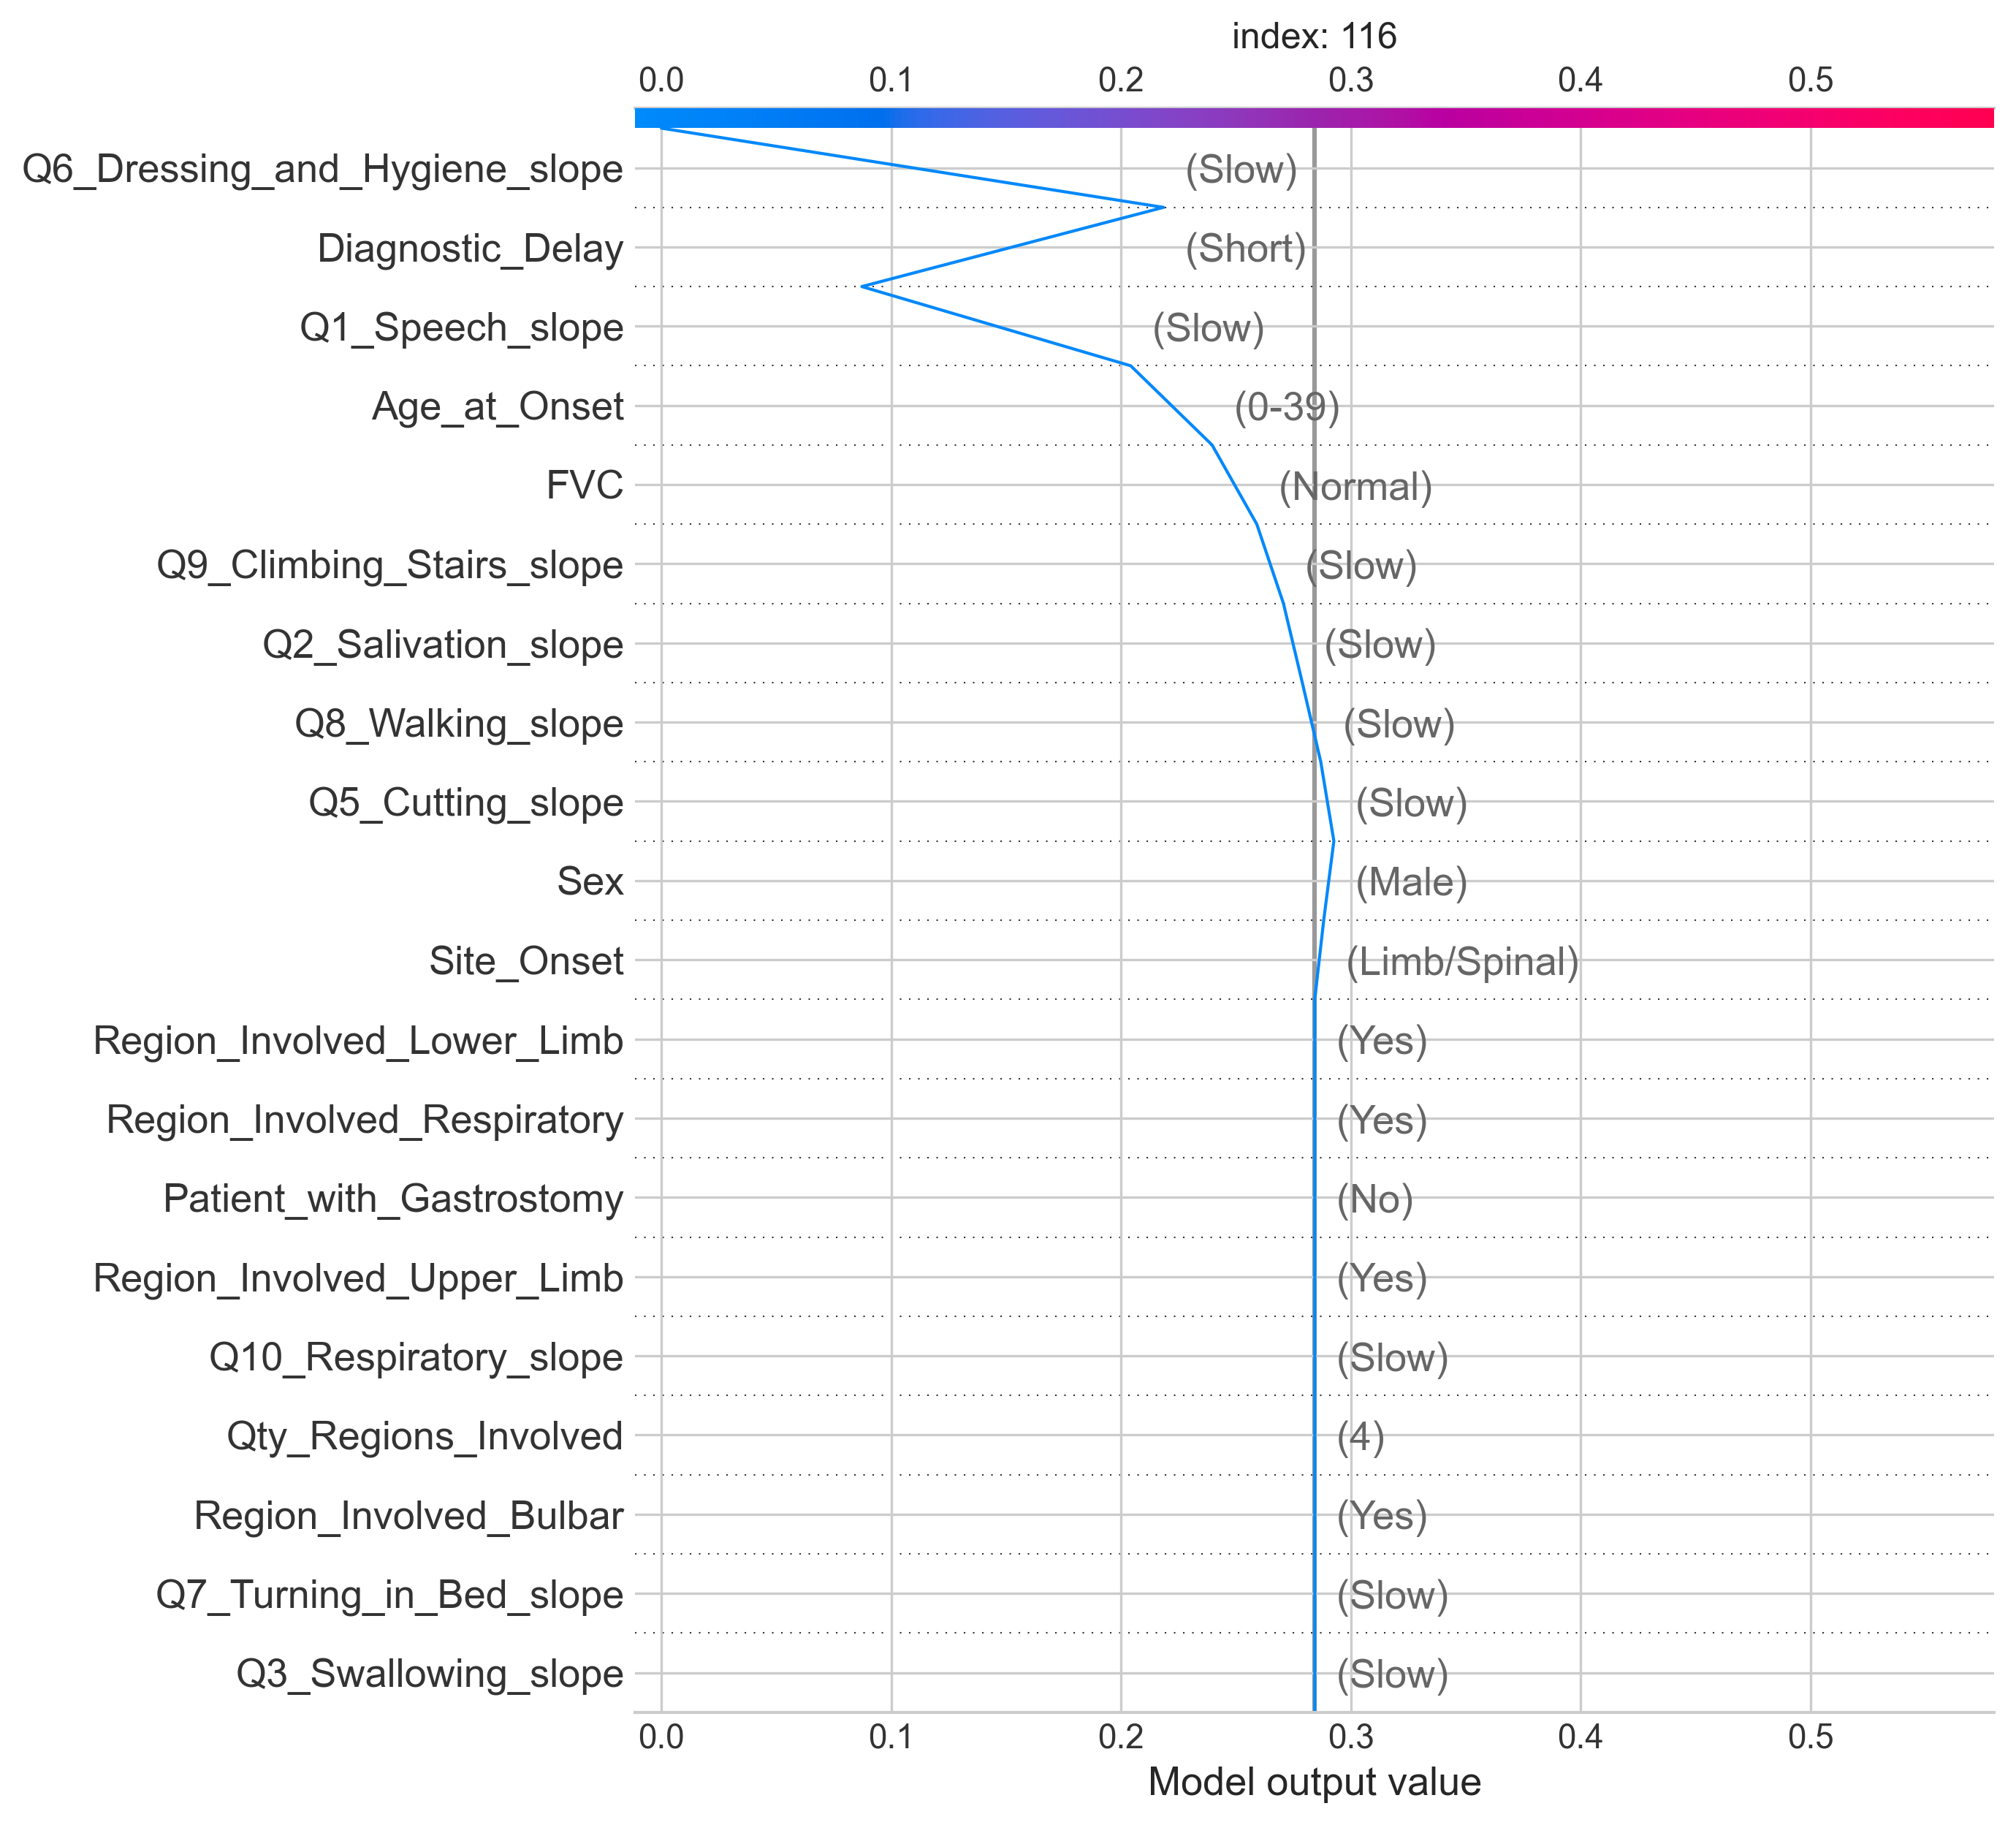 index: 116
0.0 0.1 0.2 0.3 0.4 0.5
Q6_Dressing_and_Hygiene_slope (Slow)
Diagnostic_Delay (Short)
Q1_Speech_slope (Slow)
Age_at_Onset (0-39)
FVC (Normal)
Q9_Climbing_Stairs_slope (Slow)
Q2_Salivation_slope (Slow)
Q8_Walking_slope (Slow)
Q5_Cutting_slope (Slow)
Sex (Male)
Site_Onset (Limb/Spinal)
Region_Involved_Lower_Limb (Yes)
Region_Involved_Respiratory (Yes)
Patient_with_Gastrostomy (No)
Region_Involved_Upper_Limb (Yes)
Q10_Respiratory_slope (Slow)
Qty_Regions_Involved (4)
Region_Involved_Bulbar (Yes)
Q7_Turning_in_Bed_slope (Slow)
Q3_Swallowing_slope (Slow)
0.0 0.1 0.2 0.3 0.4 0.5
Model output value